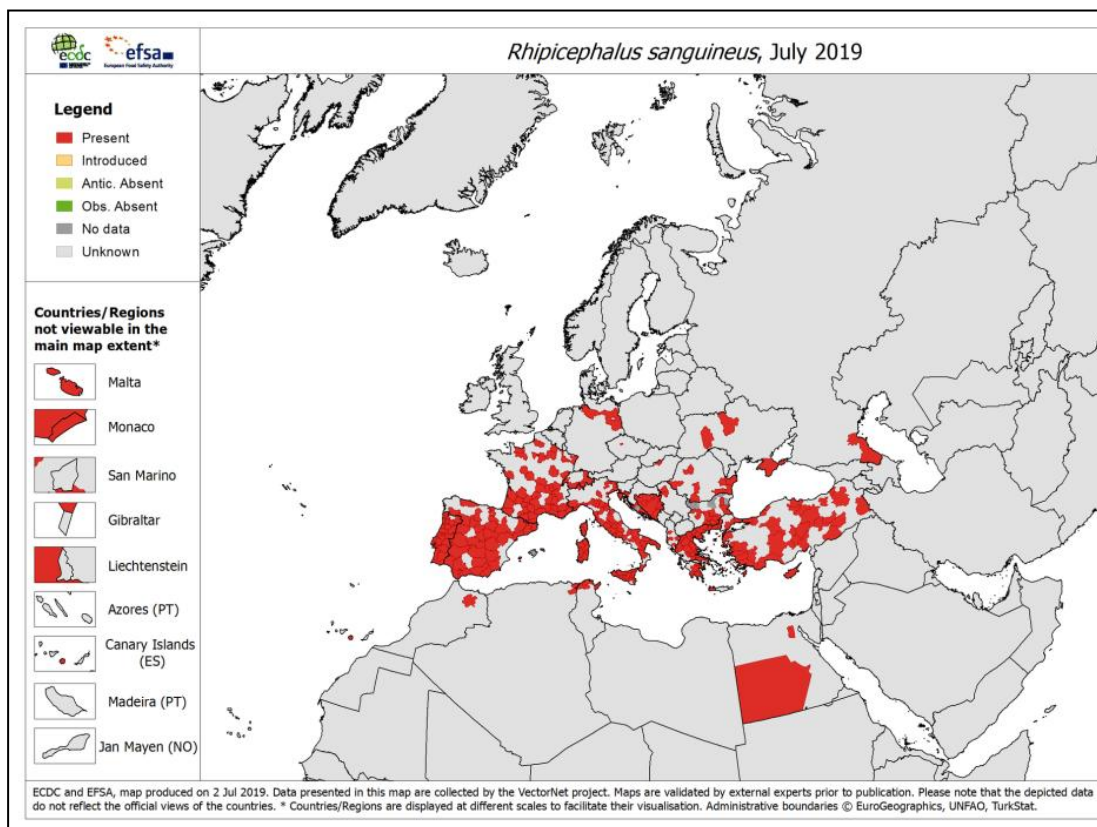 ecdc
efsa
European Food Safety Authority
Rhipicephalus sanguineus, July 2019
Legend
Present
Introduced
Antic. Absent
Obs. Absent
No data
Unknown
Countries/Regions
not viewable in the
main map extent*
Malta
Monaco
San Marino
Gibraltar
Liechtenstein
Azores (PT)
Canary Islands
(ES)
Madeira (PT)
Jan Mayen (NO)
ECDC and EFSA, map produced on 2 Jul 2019. Data presented in this map are collected by the VectorNet project. Maps are validated by external experts prior to publication. Please note that the depicted data
do not reflect the official views of the countries. * Countries/Regions are displayed at different scales to facilitate their visualisation. Administrative boundaries © EuroGeographics, UNFAO, TurkStat.